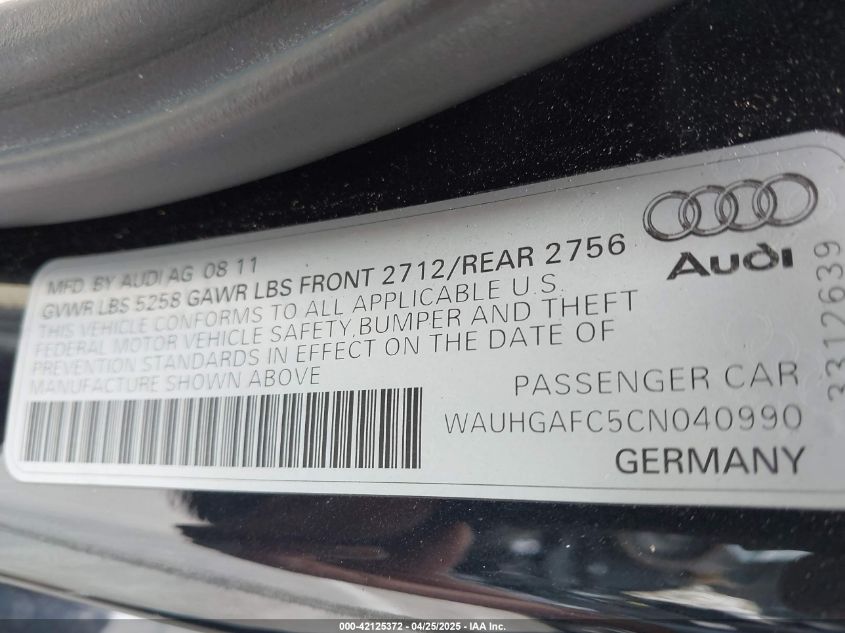 MFD. BY AUDI AG 08 11
GVWR LBS 5258 GAWR LBS FRONT 2712/REAR 2756
THIS VEHICLE CONFORMS TO ALL APPLICABLE U.S.
FEDERAL MOTOR VEHICLE SAFETY, BUMPER AND THEFT
PREVENTION STANDARDS IN EFFECT ON THE DATE OF
MANUFACTURE SHOWN ABOVE
Audi
3312639
PASSENGER CAR
WAUHGAFC5CN040990
GERMANY
000-42125372 - 04/25/2025 - IAA Inc.